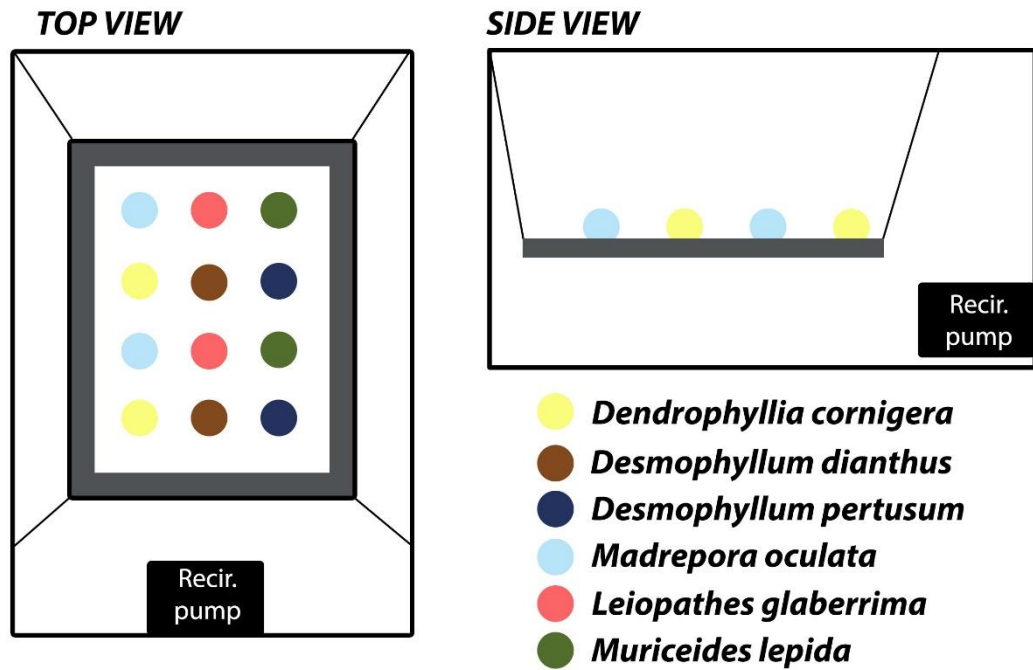 TOP VIEW
SIDE VIEW
Recir.
pump
Recir.
pump
Dendrophyllia cornigera
Desmophyllum dianthus
Desmophyllum pertusum
Madrepora oculata
Leiopathes glaberrima
Muriceides lepida